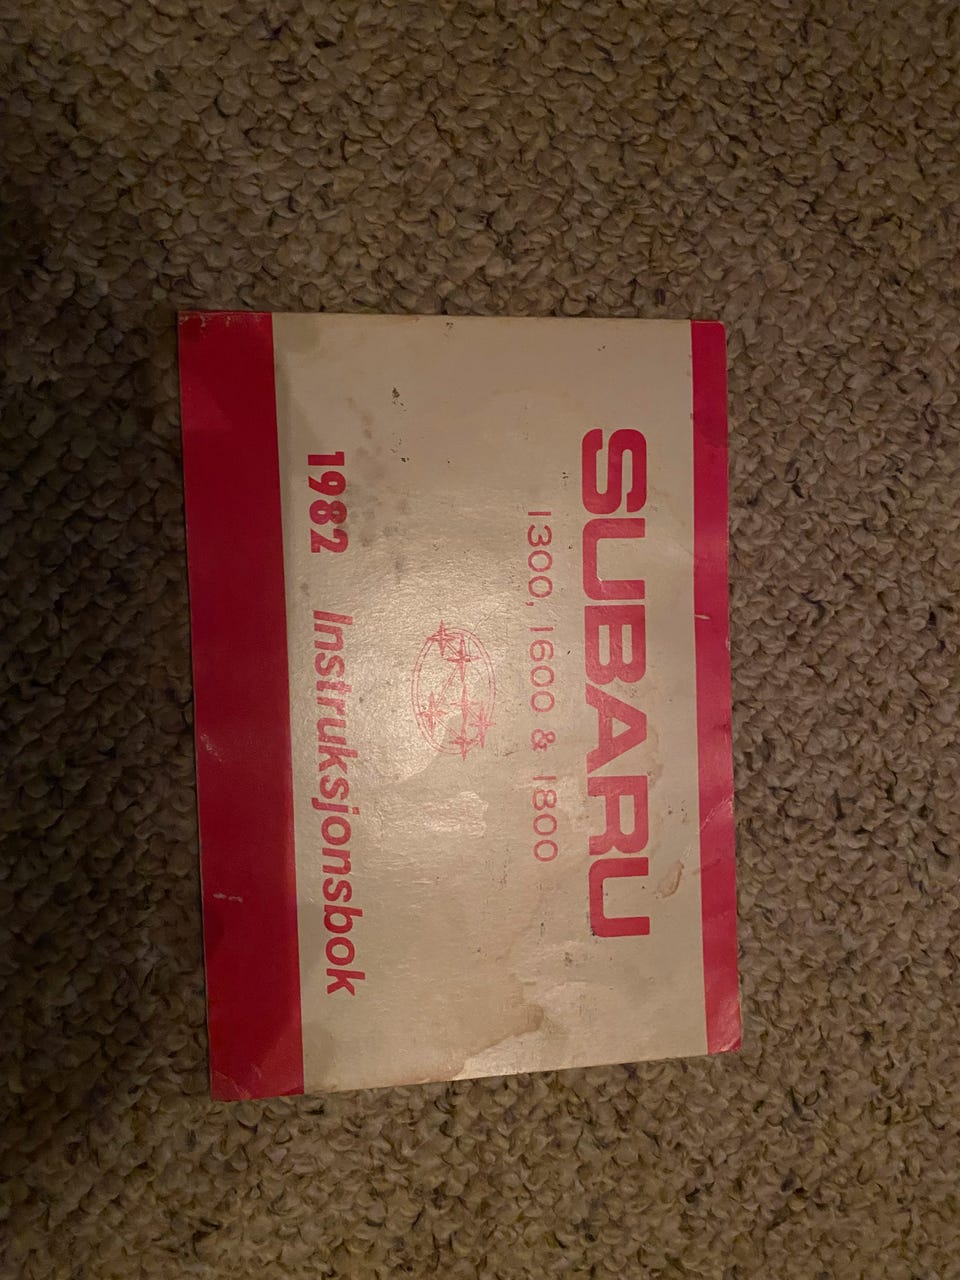 SUBARU
1300, 1600 & 1800
1982 Instruksjonsbok